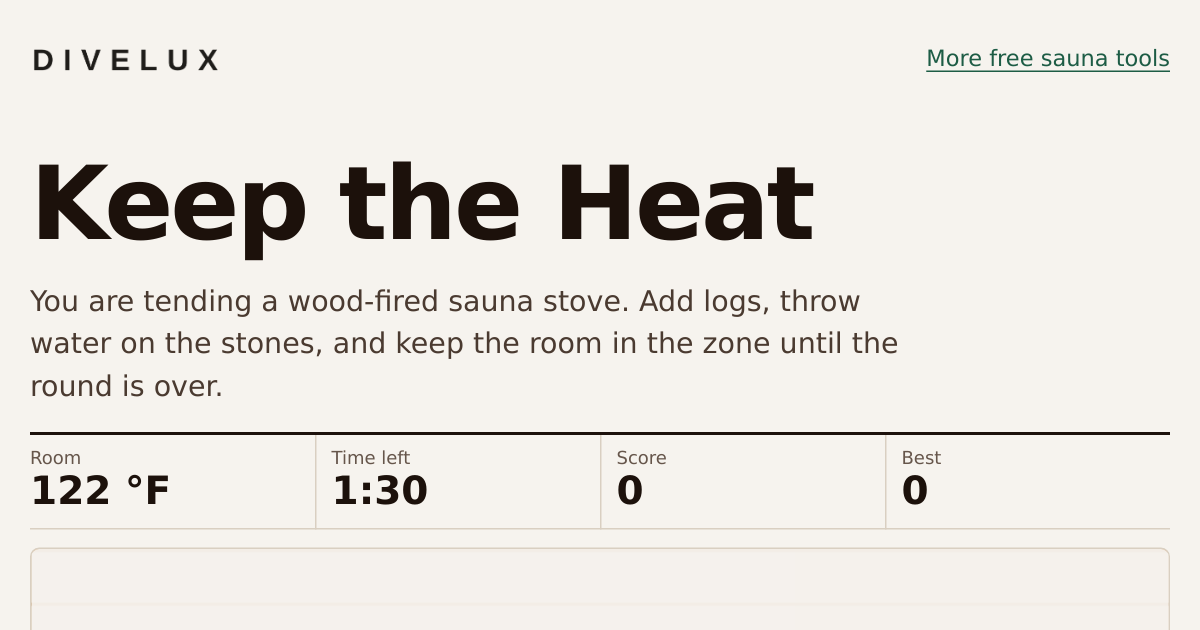 DIVELUX
More free sauna tools
Keep the Heat
You are tending a wood-fired sauna stove. Add logs, throw
water on the stones, and keep the room in the zone until the
round is over.
Room
122 °F
Time left
1:30
Score
0
Best
0